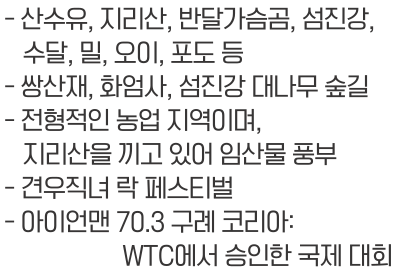 - 산수유, 지리산, 반달가슴곰, 섬진강,
수달, 밀, 오이, 포도 등
- 쌍산재, 화엄사, 섬진강 대나무 숲길
- 전형적인 농업 지역이며,
지리산을 끼고 있어 임산물 풍부
- 견우직녀 락 페스티벌
- 아이언맨 70.3 구례 코리아:
WTC에서 승인한 국제 대회